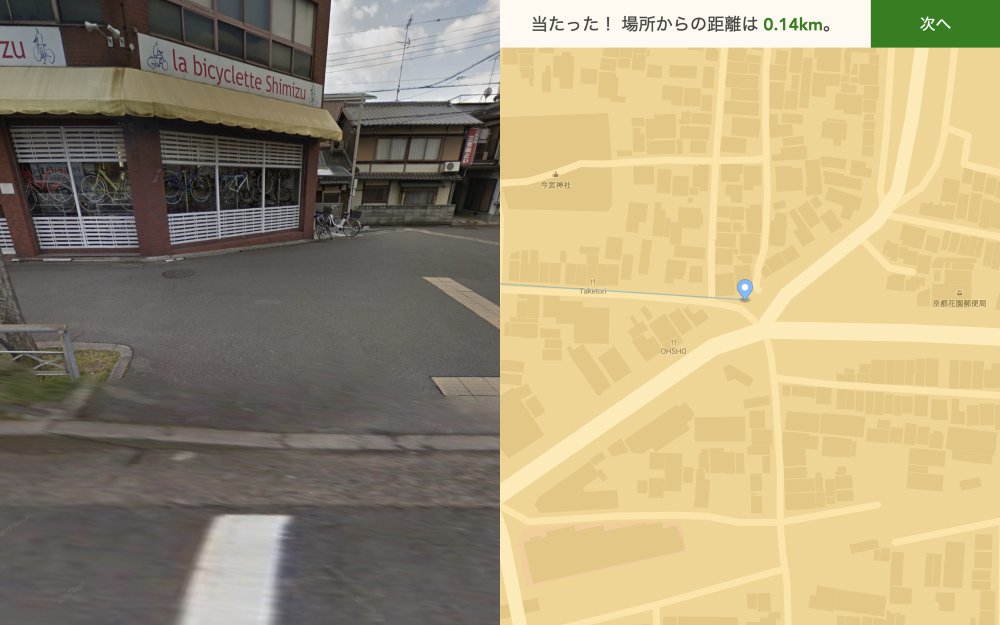 zu
la bicyclette Shimizu
当たった！ 場所からの距離は 0.14km。
次へ
今宮神社
Taketori
OHSHO
京都花園郵便局